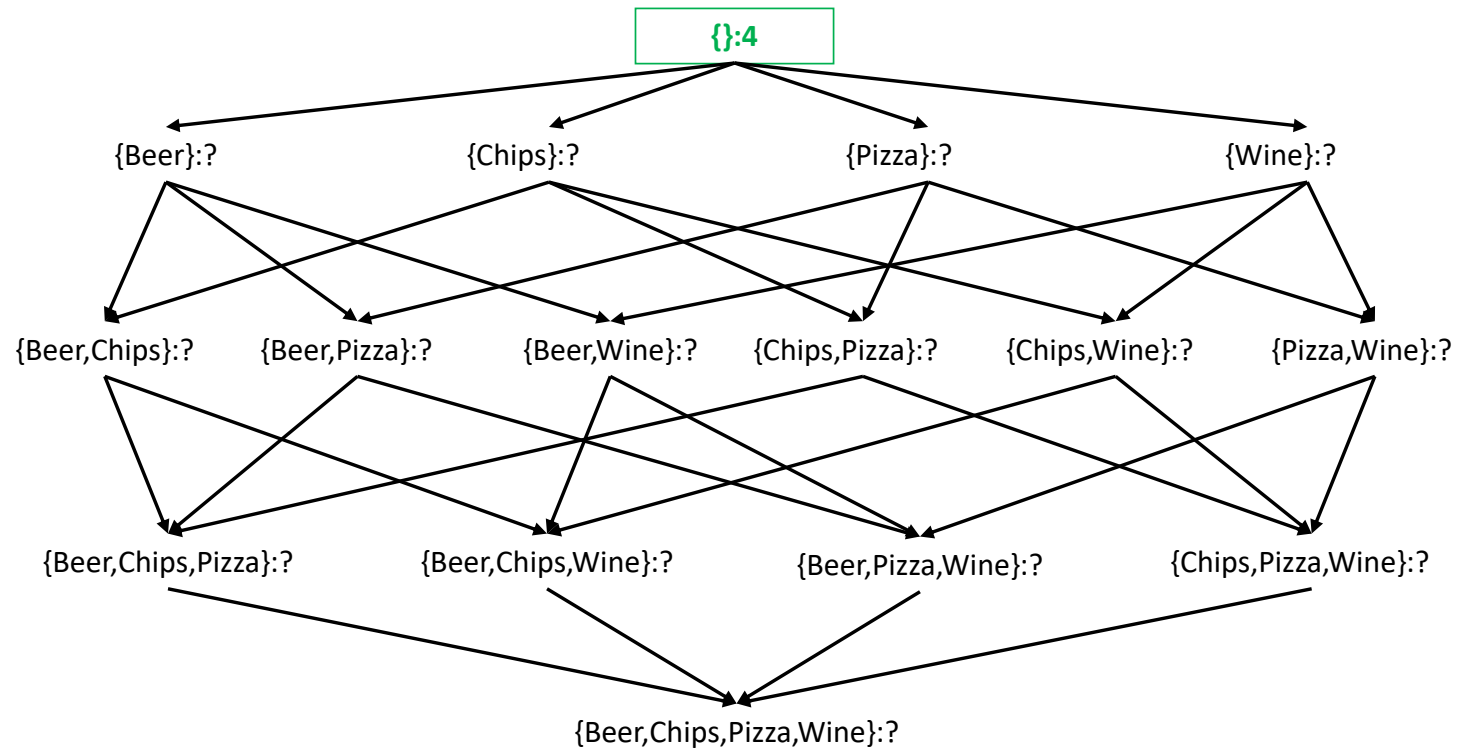 {}:4
{Beer}:? {Chips}:? {Pizza}:? {Wine}:?
{Beer,Chips}:? {Beer,Pizza}:? {Beer,Wine}:? {Chips,Pizza}:? {Chips,Wine}:? {Pizza,Wine}:?
{Beer,Chips,Pizza}:? {Beer,Chips,Wine}:? {Beer,Pizza,Wine}:? {Chips,Pizza,Wine}:?
{Beer,Chips,Pizza,Wine}:?